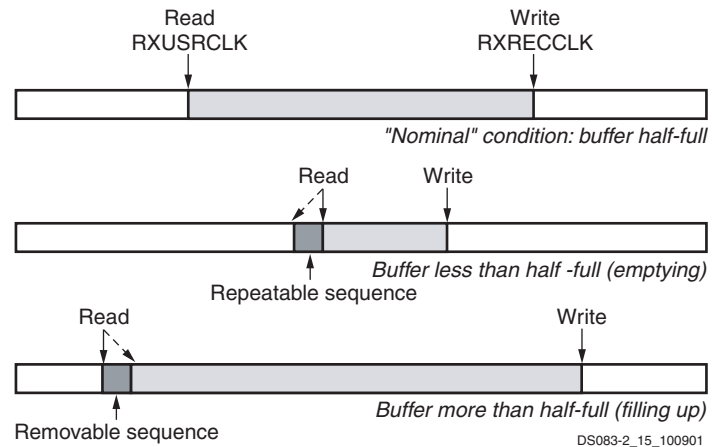 Read
RXUSRCLK
Write
RXRECCLK
"Nominal" condition: buffer half-full
Read
Write
Buffer less than half -full (emptying)
Repeatable sequence
Read
Write
Buffer more than half-full (filling up)
Removable sequence
DS083-2_15_100901